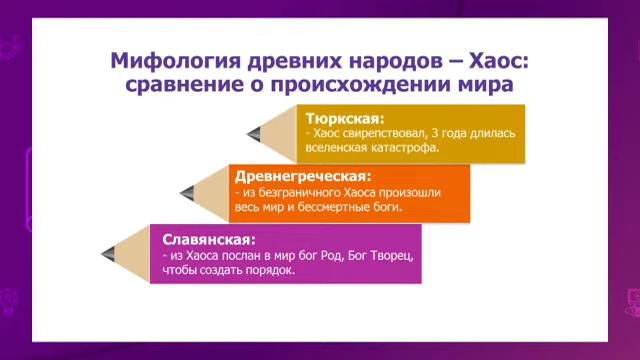 Мифология древних народов – Хаос:
сравнение о происхождении мира
Тюркская:
- Хаос свирепствовал, 3 года длилась
вселенская катастрофа.
Древнегреческая:
- из безграничного Хаоса произошли
весь мир и бессмертные боги.
Славянская:
- из Хаоса послан в мир бог Род, Бог Творец,
чтобы создать порядок.